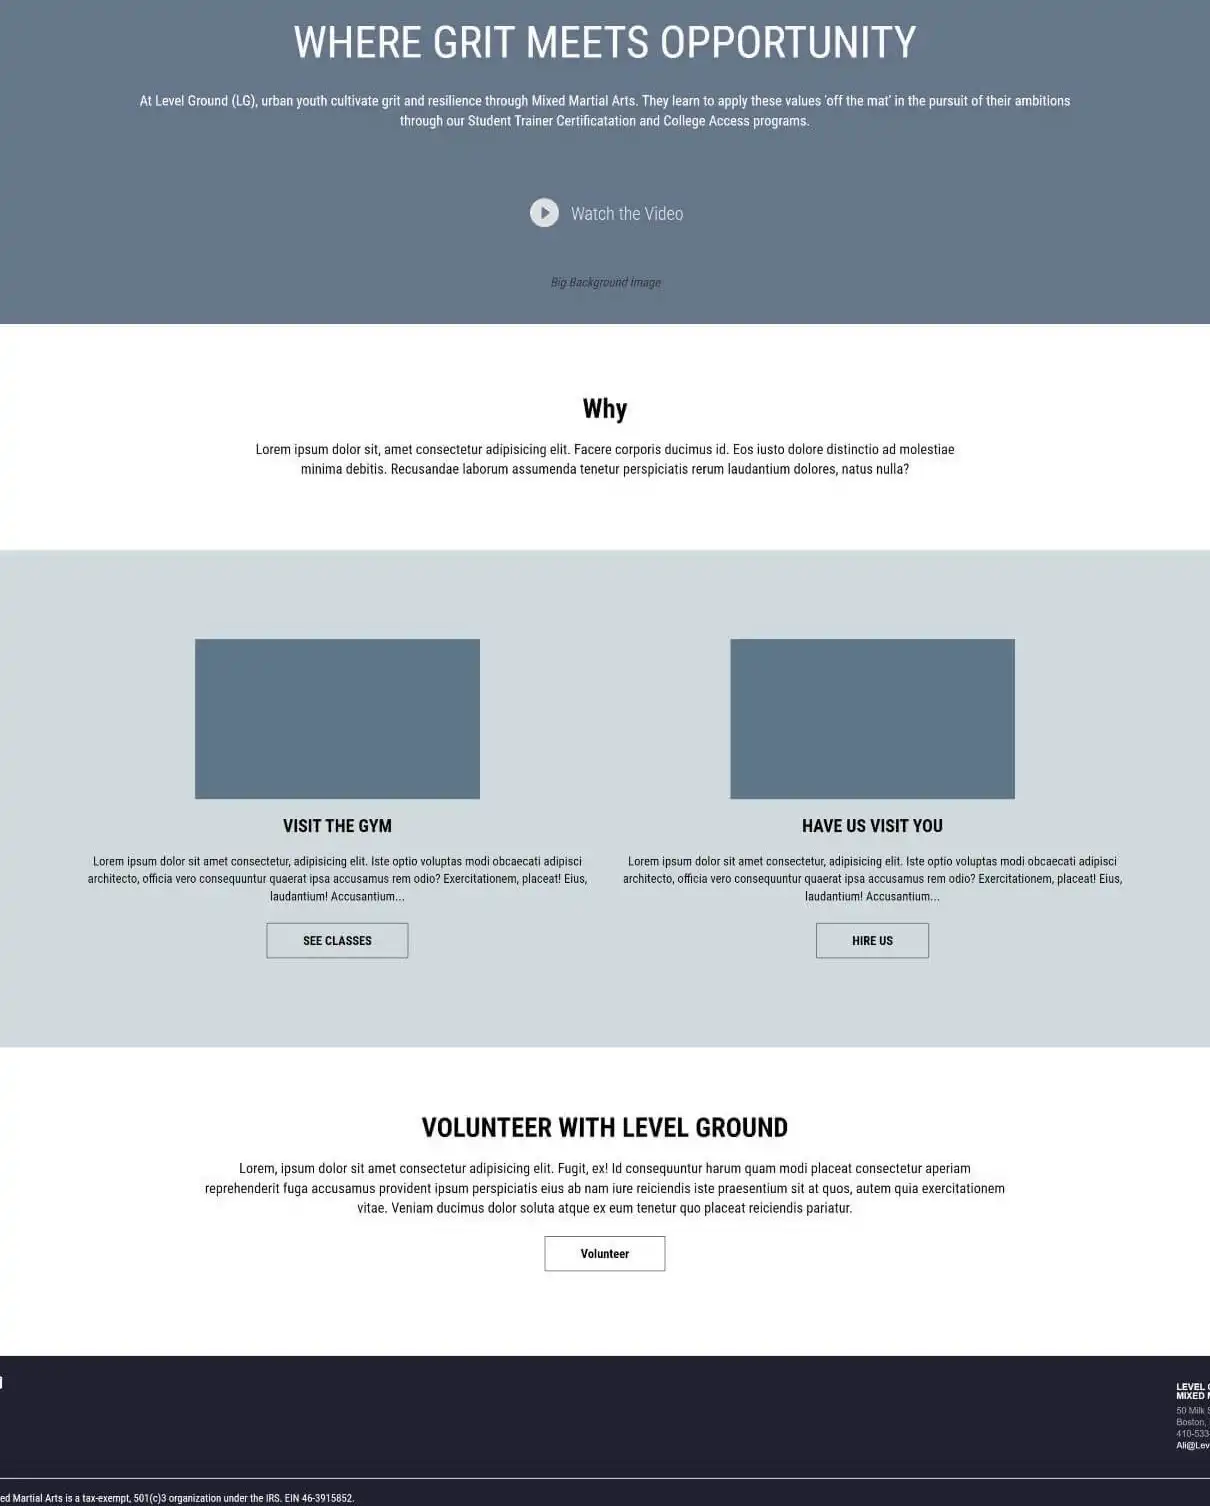 WHERE GRIT MEETS OPPORTUNITY
At Level Ground (LG), urban youth cultivate grit and resilience through Mixed Martial Arts. They learn to apply these values 'off the mat' in the pursuit of their ambitions
through our Student Trainer Certificatation and College Access programs.
Watch the Video
Big Background Image
Why
Lorem ipsum dolor sit, amet consectetur adipisicing elit. Facere corporis ducimus id. Eos iusto dolore distinctio ad molestiae
minima debitis. Recusandae laborum assumenda tenetur perspiciatis rerum laudantium dolores, natus nulla?
VISIT THE GYM
Lorem ipsum dolor sit amet consectetur, adipisicing elit. Iste optio voluptas modi obcaecati adipisci
architecto, officia vero consequuntur quaerat ipsa accusamus rem odio? Exercitationem, placeat! Eius,
laudantium! Accusantium...
SEE CLASSES
HAVE US VISIT YOU
Lorem ipsum dolor sit amet consectetur, adipisicing elit. Iste optio voluptas modi obcaecati adipisci
architecto, officia vero consequuntur quaerat ipsa accusamus rem odio? Exercitationem, placeat! Eius,
laudantium! Accusantium...
HIRE US
VOLUNTEER WITH LEVEL GROUND
Lorem, ipsum dolor sit amet consectetur adipisicing elit. Fugit, ex! Id consequuntur harum quam modi placeat consectetur aperiam
reprehenderit fuga accusamus provident ipsum perspiciatis eius ab nam iure reiciendis iste praesentium sit at quos, autem quia exercitationem
vitae. Veniam ducimus dolor soluta atque ex eum tenetur quo placeat reiciendis pariatur.
Volunteer
LEVEL
MIXED
50 Milk
Boston,
410-533
Ali@Lev
ed Martial Arts is a tax-exempt, 501(c)3 organization under the IRS. EIN 46-3915852.